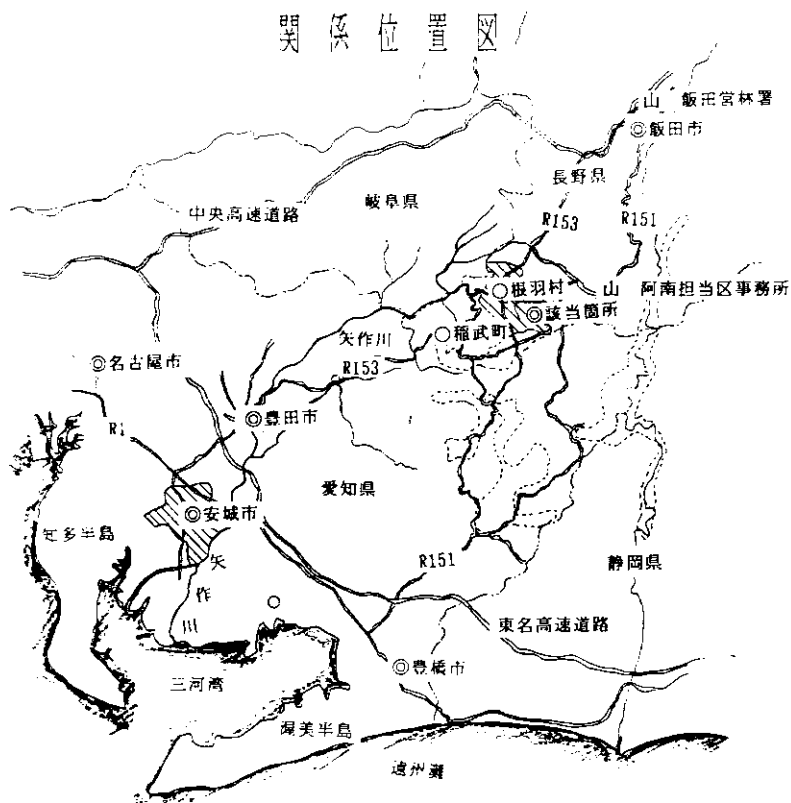 関係位置図
山 飯田営林署
◎飯田市
長野県
岐阜県
中央高速道路
R153
R151
○根羽村
山 阿南担当区事務所
◎該当箇所
矢作川
○稲武町
◎名古屋市
R153
◎豊田市
R1
愛知県
◎安城市
知多半島
矢作川
R151
静岡県
東名高速道路
◎豊橋市
三河湾
渥美半島
遠州灘